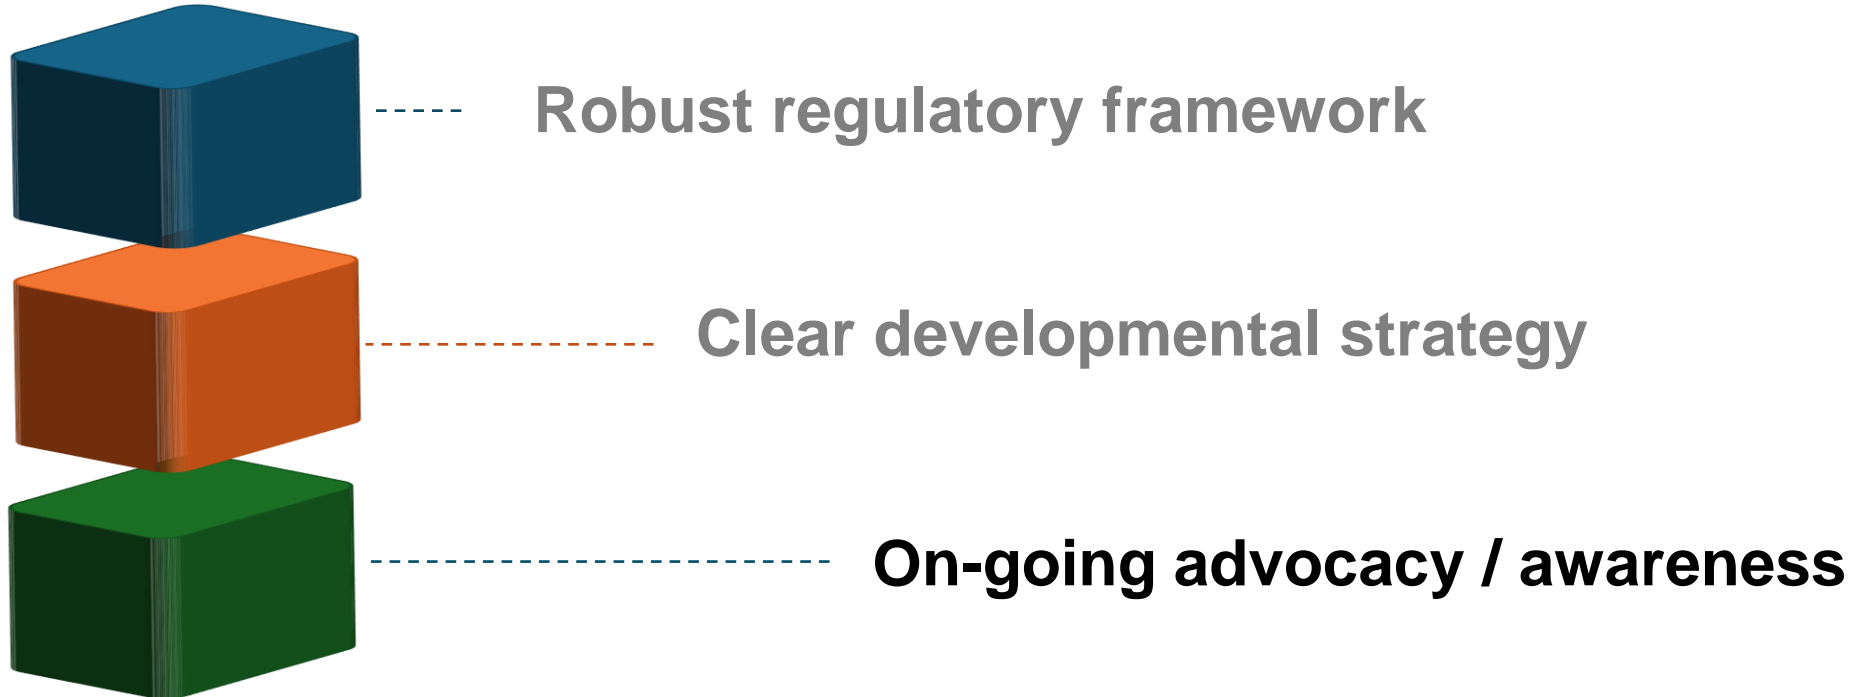 Robust regulatory framework
Clear developmental strategy
On-going advocacy / awareness